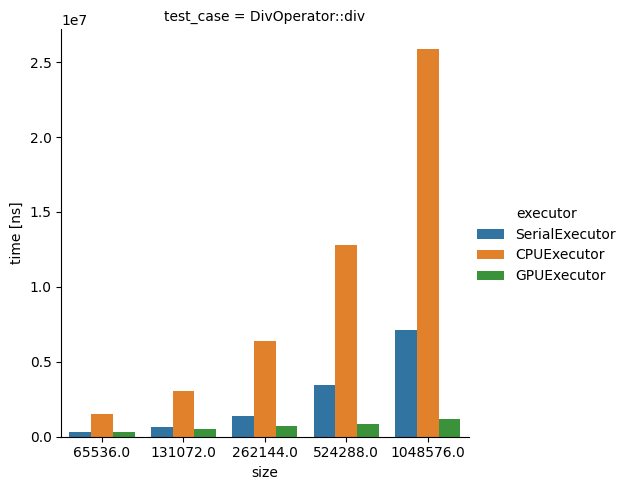 test_case = DivOperator::div
1e7
2.5
2.0
1.5
1.0
0.5
0.0
time [ns]
65536.0 131072.0 262144.0 524288.0 1048576.0
size
executor
SerialExecutor
CPUExecutor
GPUExecutor